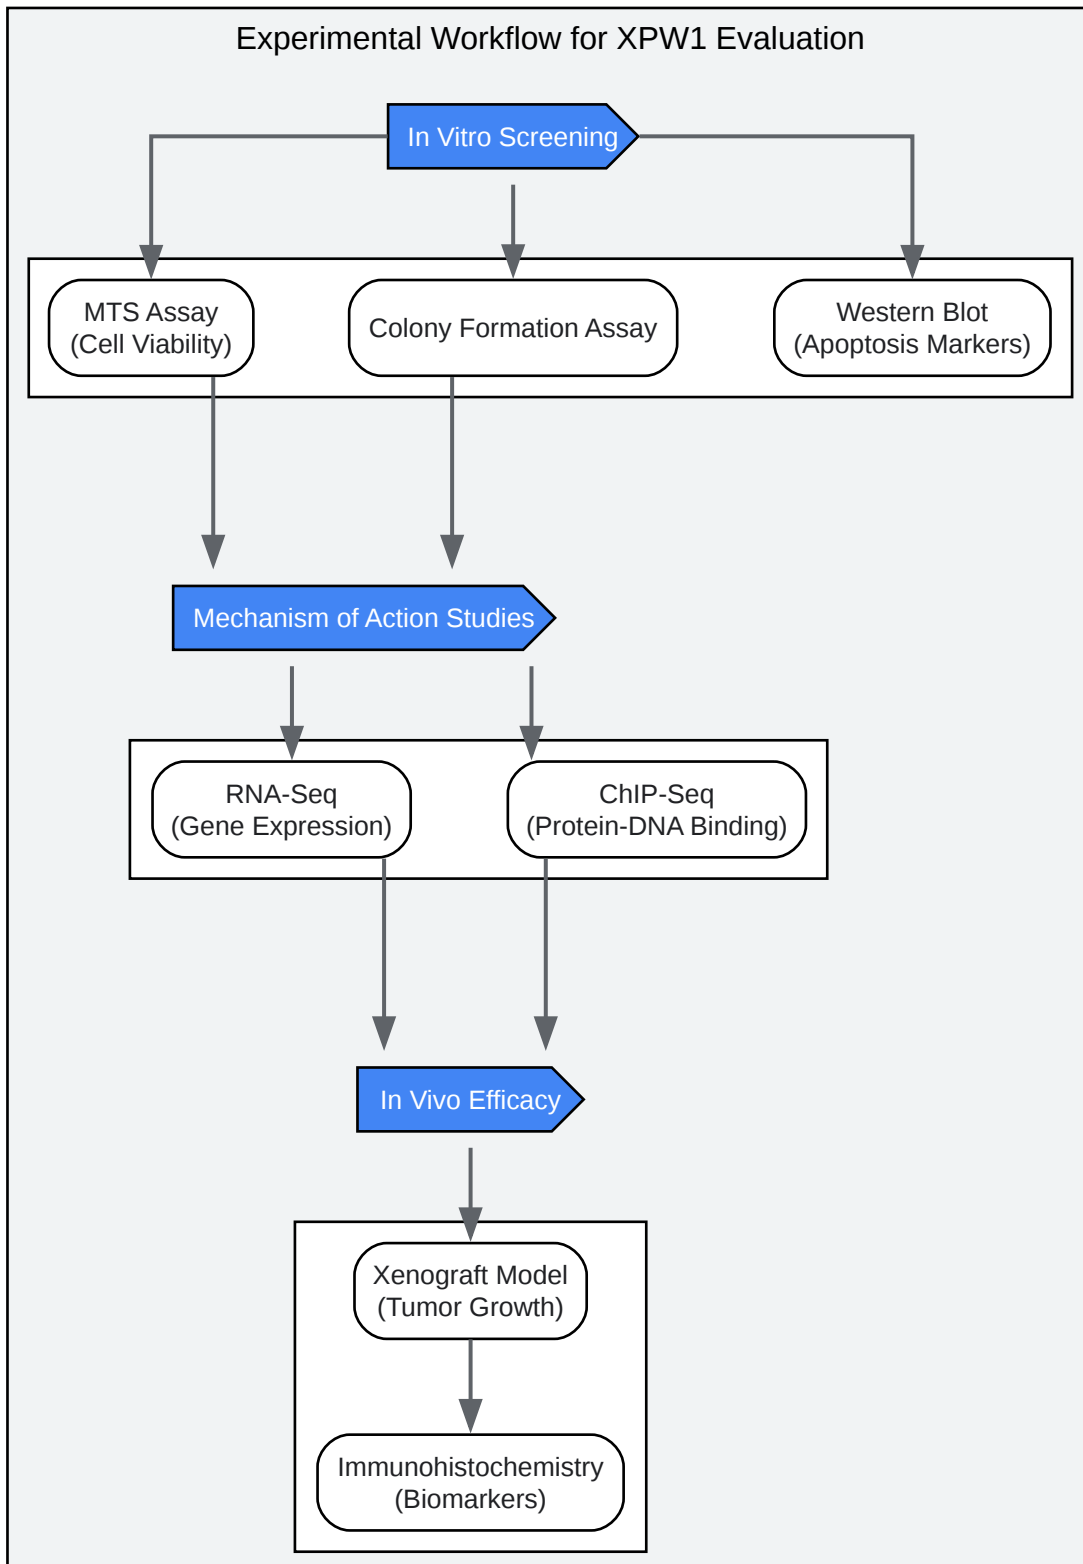 Experimental Workflow for XPW1 Evaluation
In Vitro Screening
MTS Assay
(Cell Viability)
Colony Formation Assay
Western Blot
(Apoptosis Markers)
Mechanism of Action Studies
RNA-Seq
(Gene Expression)
ChIP-Seq
(Protein-DNA Binding)
In Vivo Efficacy
Xenograft Model
(Tumor Growth)
Immunohistochemistry
(Biomarkers)